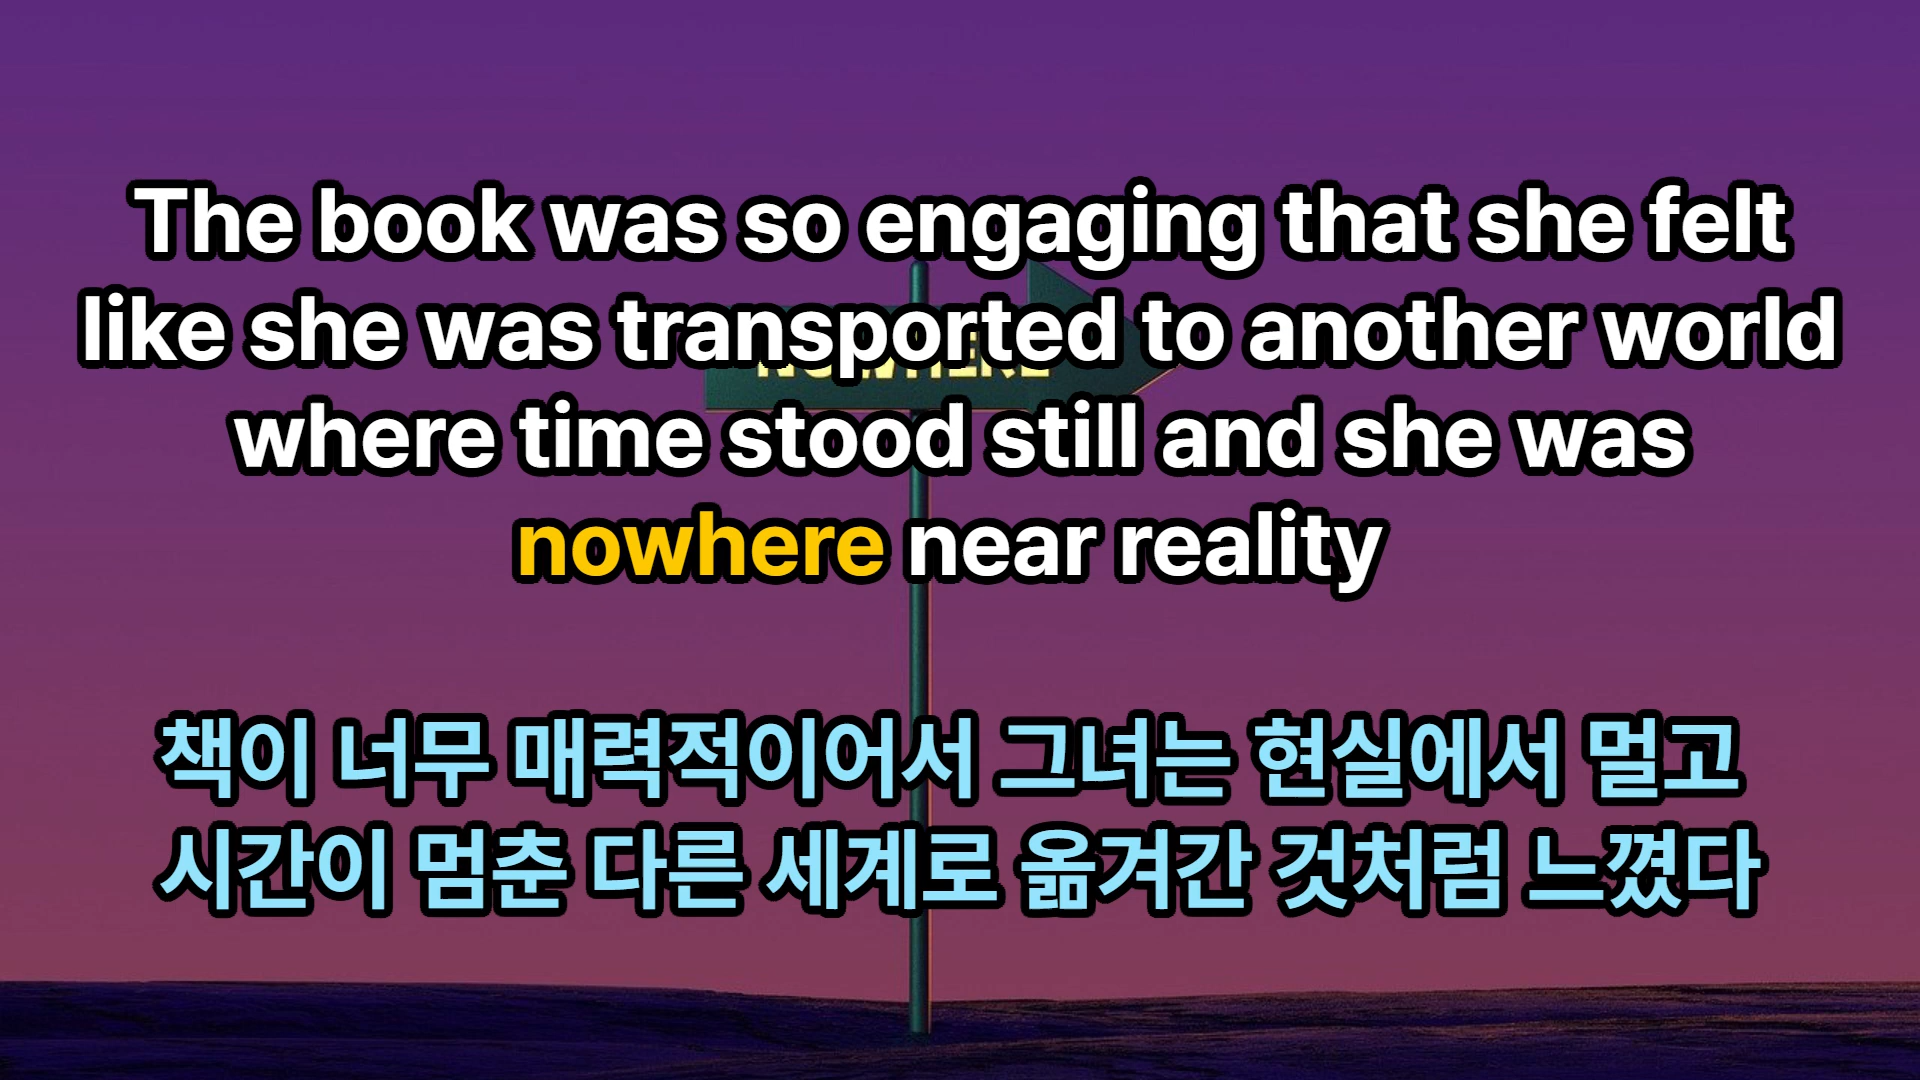 The book was so engaging that she felt
like she was transported to another world
where time stood still and she was
nowhere near reality
책이 너무 매력적이어서 그녀는 현실에서 멀고
시간이 멈춘 다른 세계로 옮겨간 것처럼 느꼈다